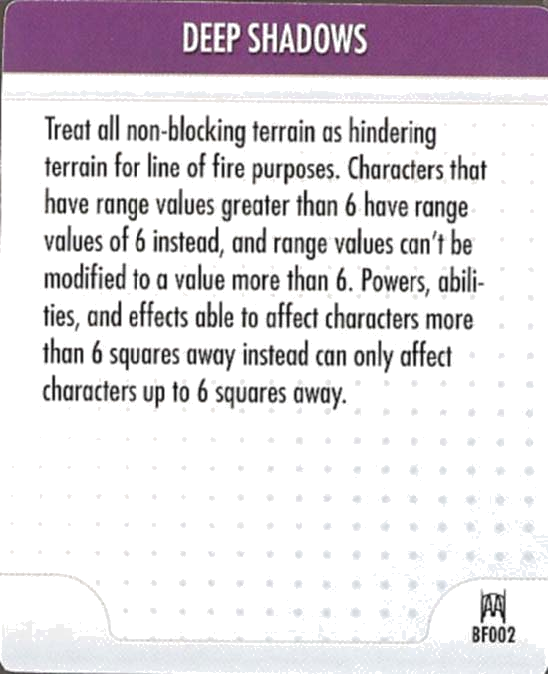 DEEP SHADOWS
Treat all non-blocking terrain as hindering
terrain for line of fire purposes. Characters that
have range values greater than 6 have range
values of 6 instead, and range values can't be
modified to a value more than 6. Powers, abili-
ties, and effects able to affect characters more
than 6 squares away instead can only affect
characters up to 6 squares away.
BF002